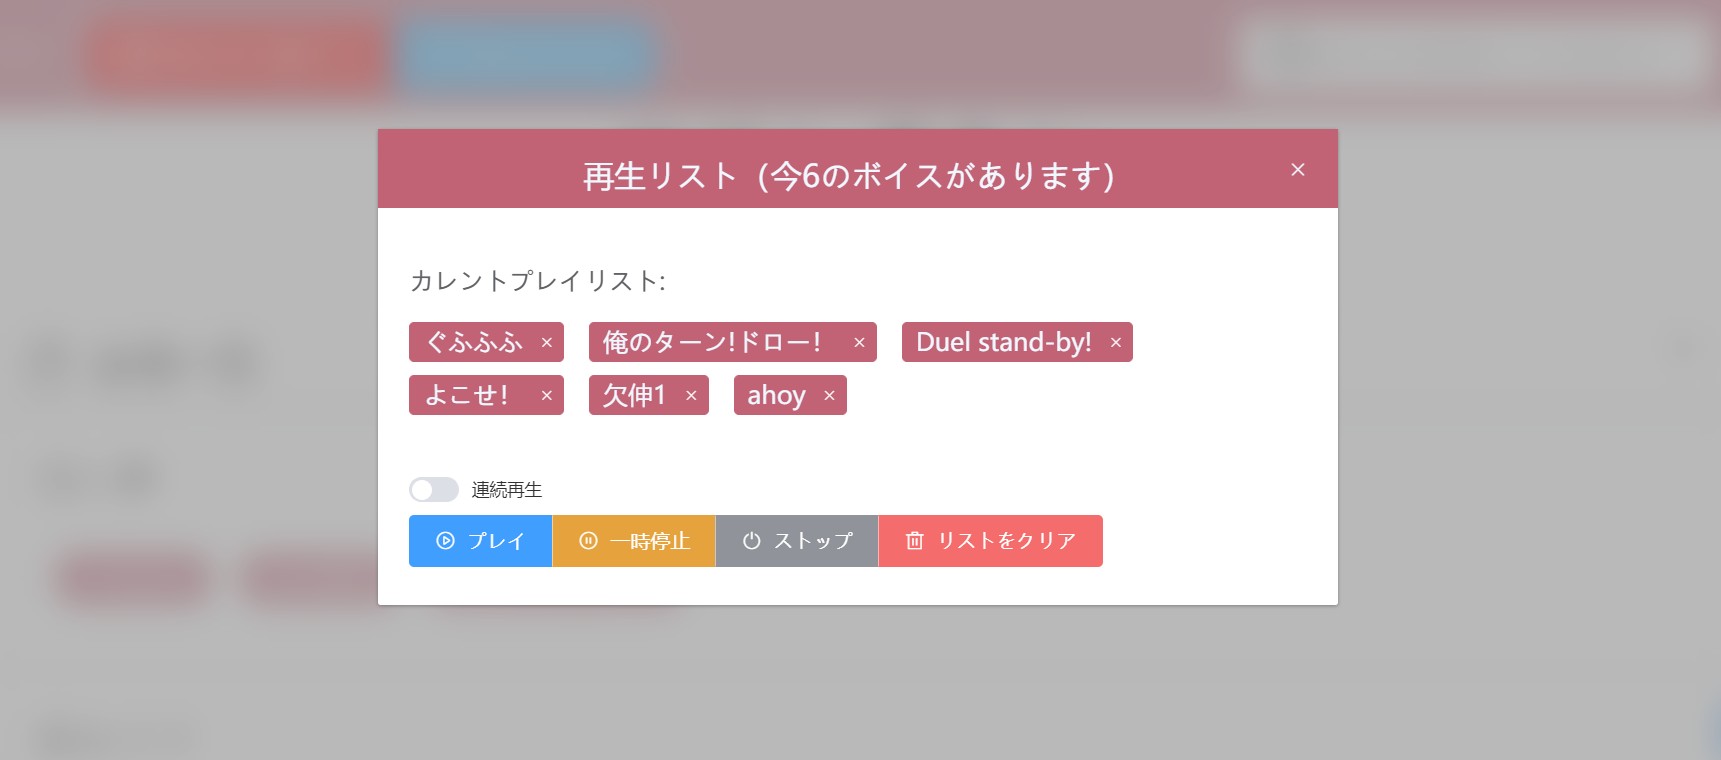 再生リスト（今6のボイスがあります）
カレントプレイリスト:
ぐふふふ 俺のターン!ドロー！ Duel stand-by!
よこせ！ 欠伸1 ahoy
連続再生
プレイ 一時停止 ストップ リストをクリア